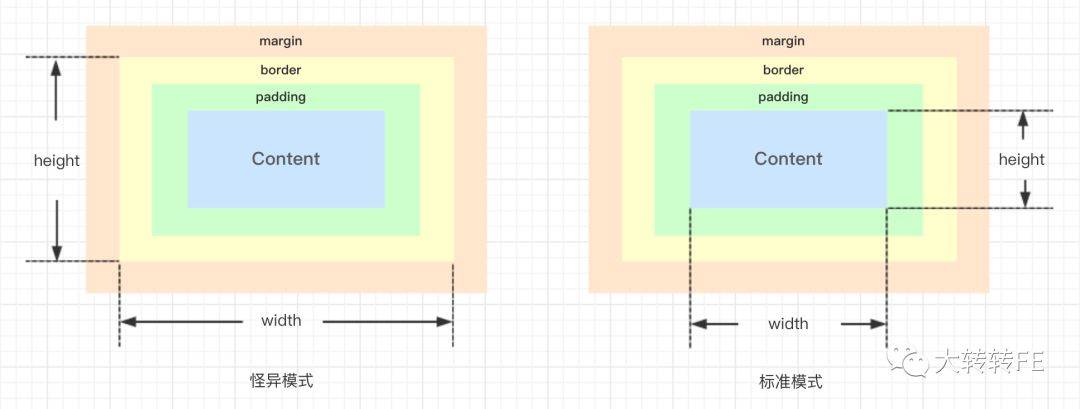 margin
border
padding
Content
height
width
怪异模式
margin
border
padding
Content
height
width
标准模式
大转转FE